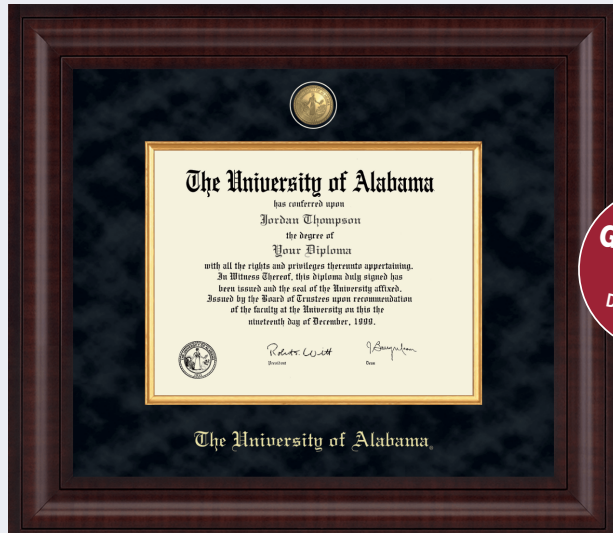 The University of Alabama
has conferred upon
Jordan Thompson
the degree of
Your Diploma
with all the rights and privileges thereunto appertaining.
In Witness Thereof, this diploma duly signed has
been issued and the seal of the University affixed.
Issued by the Board of Trustees upon recommendation
of the faculty at the University on this the
nineteenth day of December, 1999.
President
Dean
The University of Alabama®